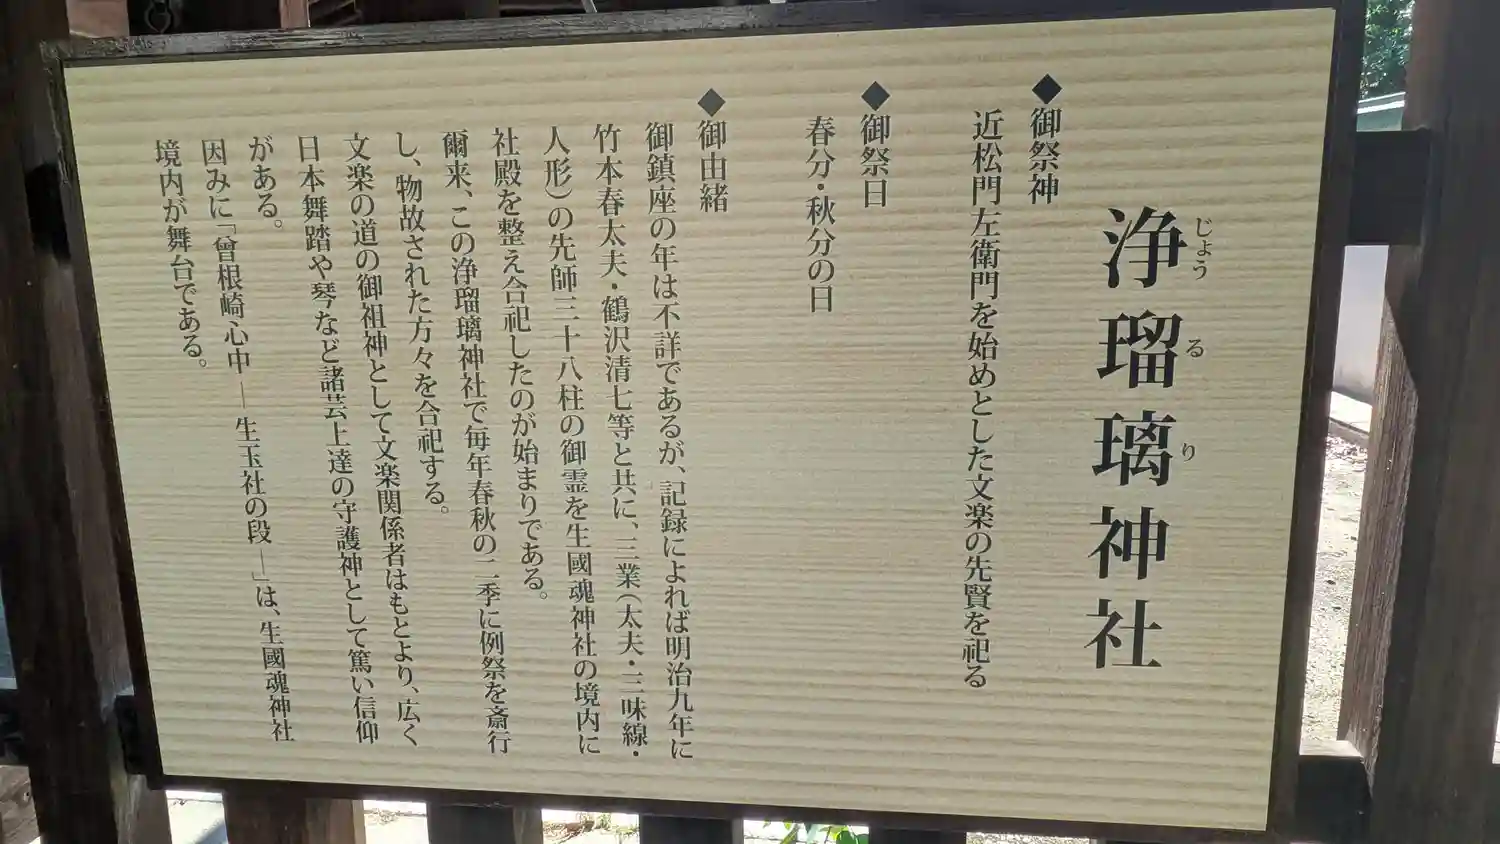 浄瑠璃神社
じょう
る
り
◆御祭神
近松門左衛門を始めとした文楽の先賢を祀る
◆御祭日
春分・秋分の日
◆御由緒
御鎮座の年は不詳であるが、記録によれば明治九年に
竹本春太夫・鶴沢清七等と共に、三業(太夫・三味線・
人形)の先師三十八柱の御霊を生國魂神社の境内に
社殿を整え合祀したのが始まりである。
爾来、この浄瑠璃神社で毎年春秋の二季に例祭を斎行
し、物故された方々を合祀する。
文楽の道の御祖神として文楽関係者はもとより、広く
日本舞踏や琴など諸芸上達の守護神として篤い信仰
がある。
因みに「曾根崎心中―生玉社の段―」は、生國魂神社
境内が舞台である。